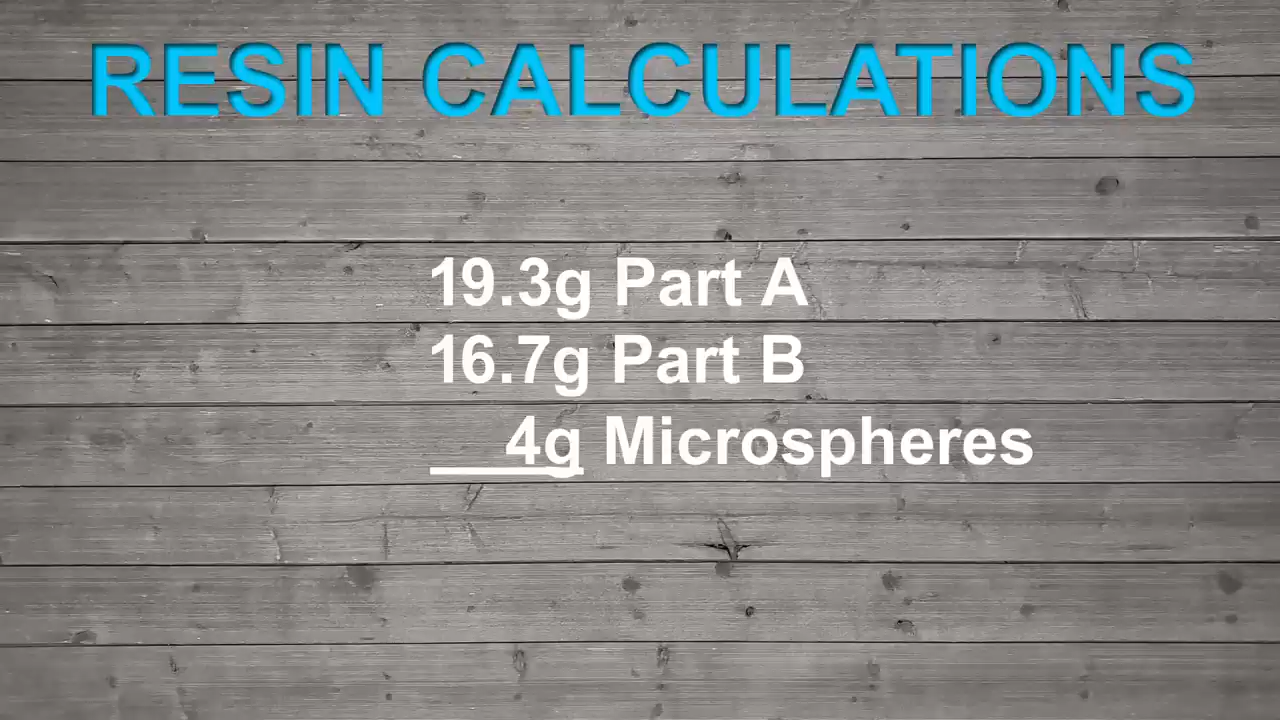 RESIN CALCULATIONS
19.3g Part A
16.7g Part B
4g Microspheres